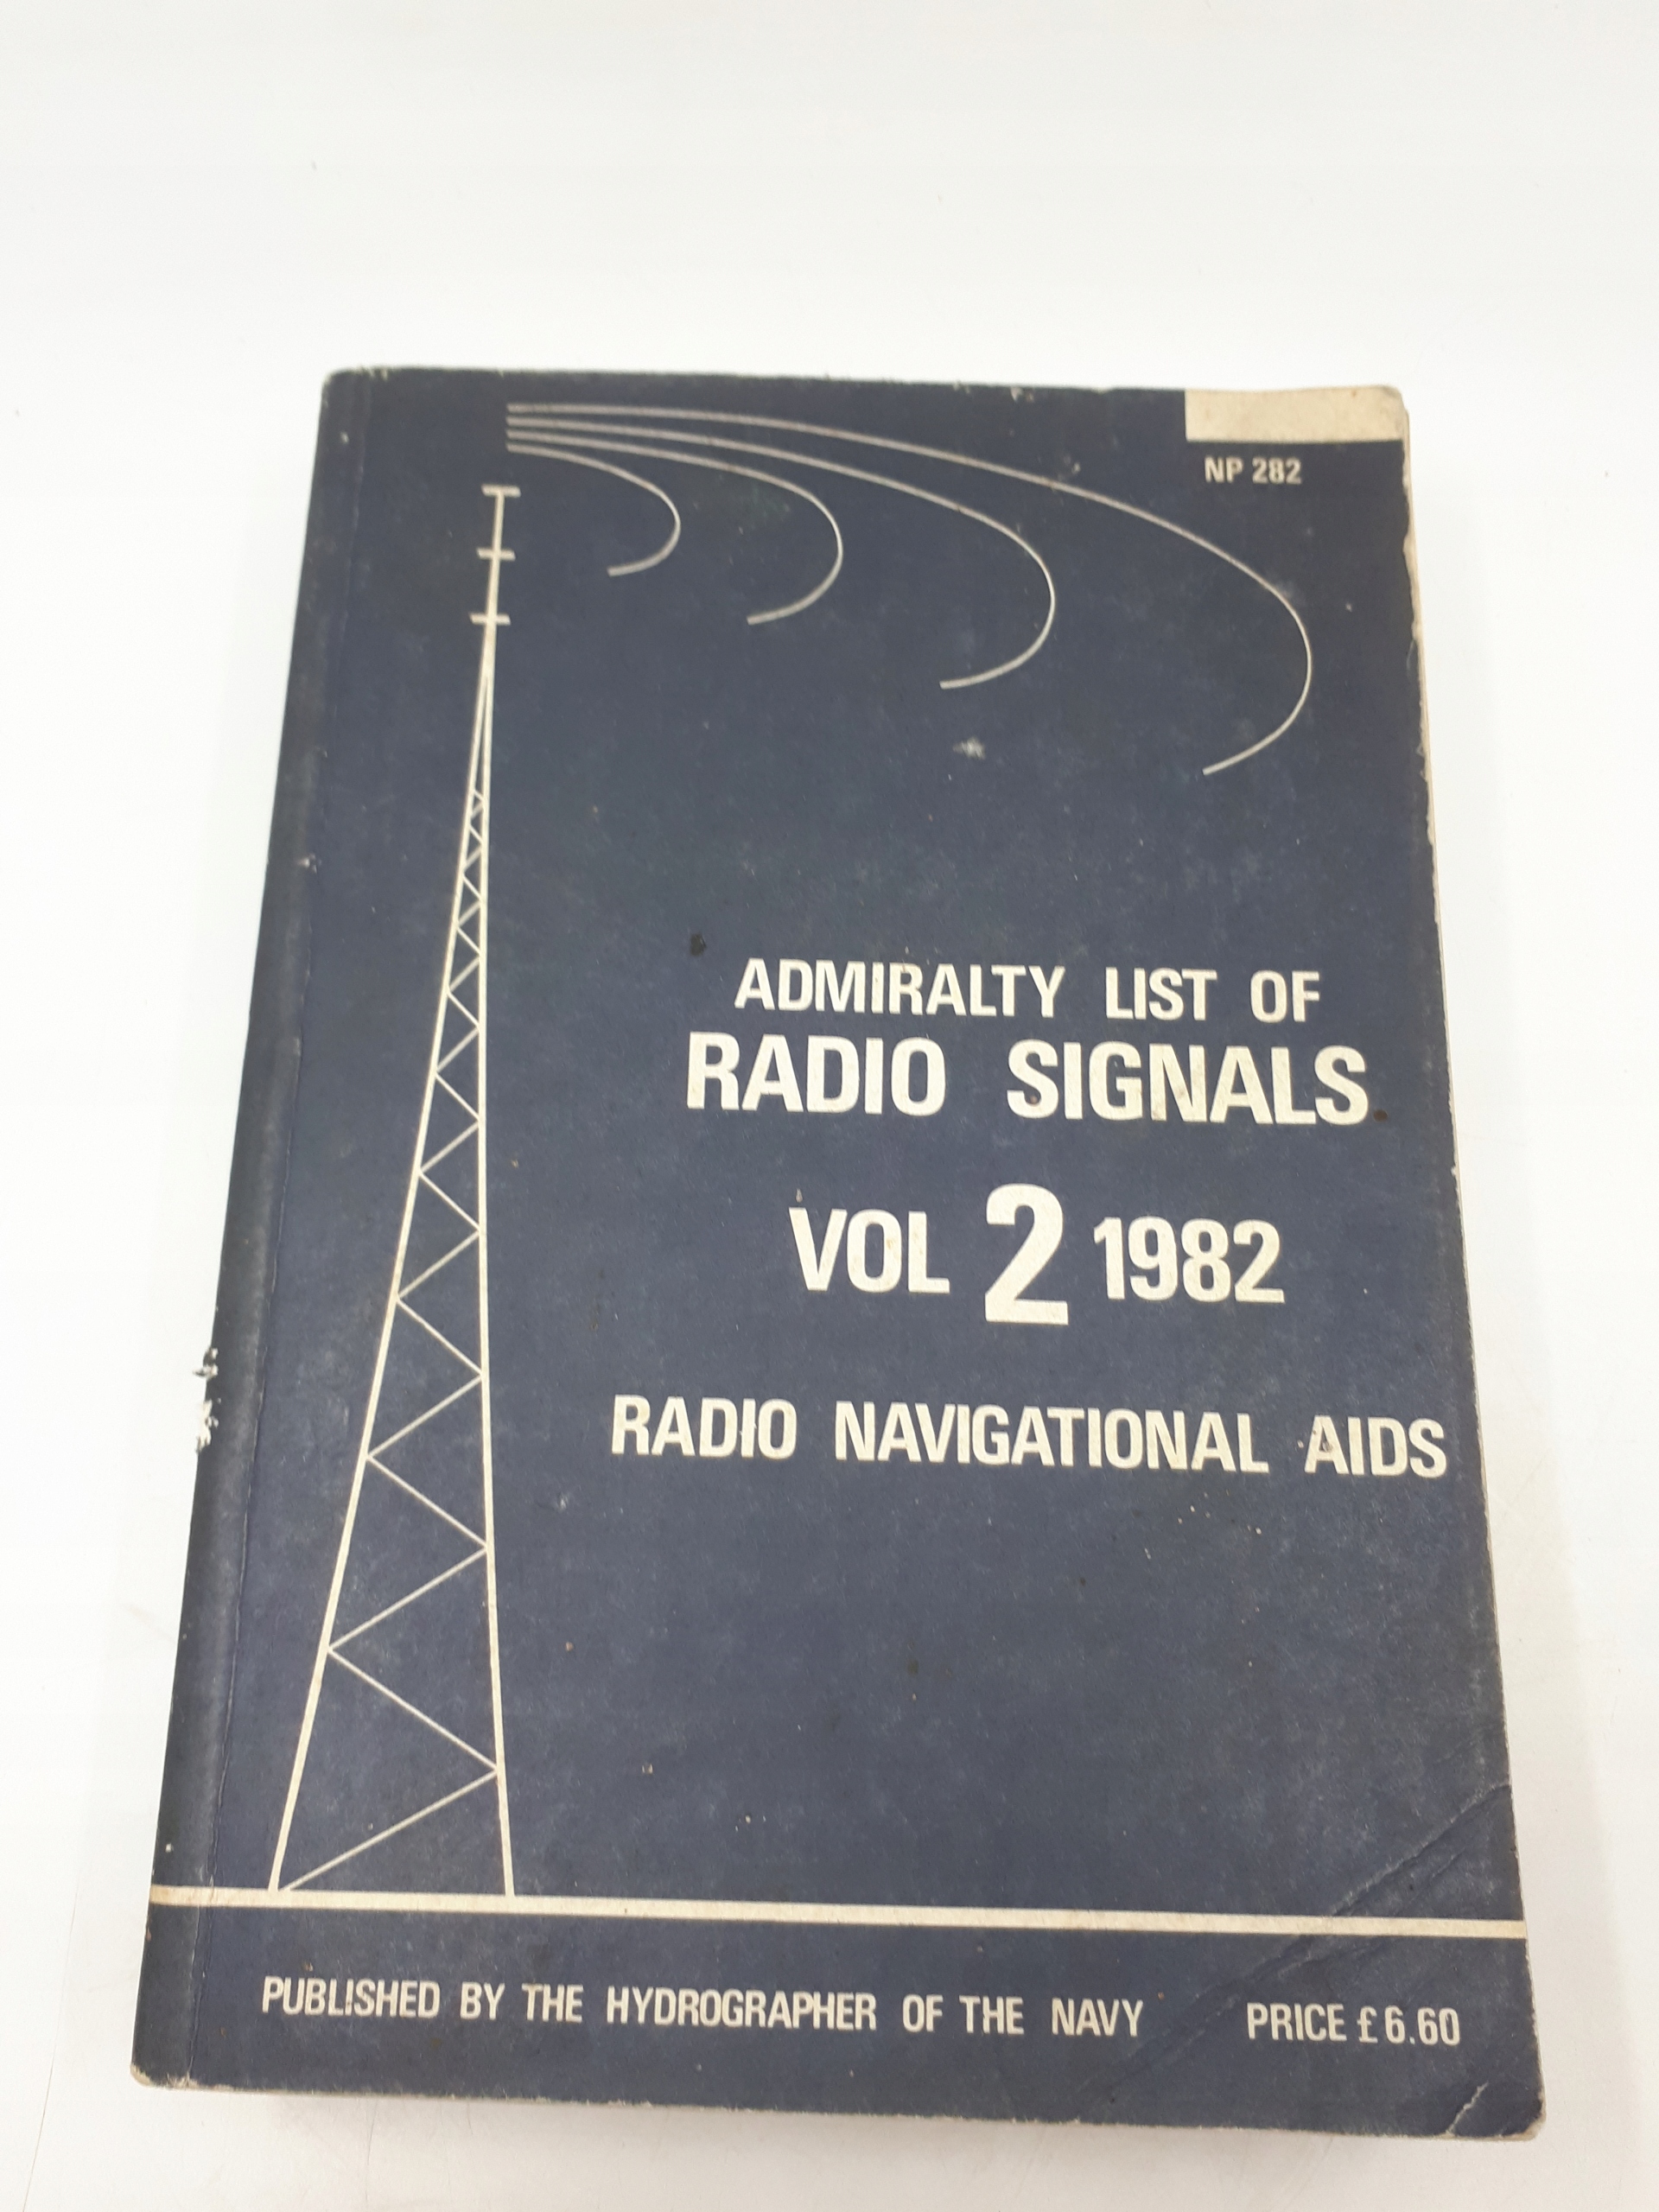 NP 282
ADMIRALTY LIST OF
RADIO SIGNALS
VOL 2 1982
RADIO NAVIGATIONAL AIDS
PUBLISHED BY THE HYDROGRAPHER OF THE NAVY PRICE £6.60